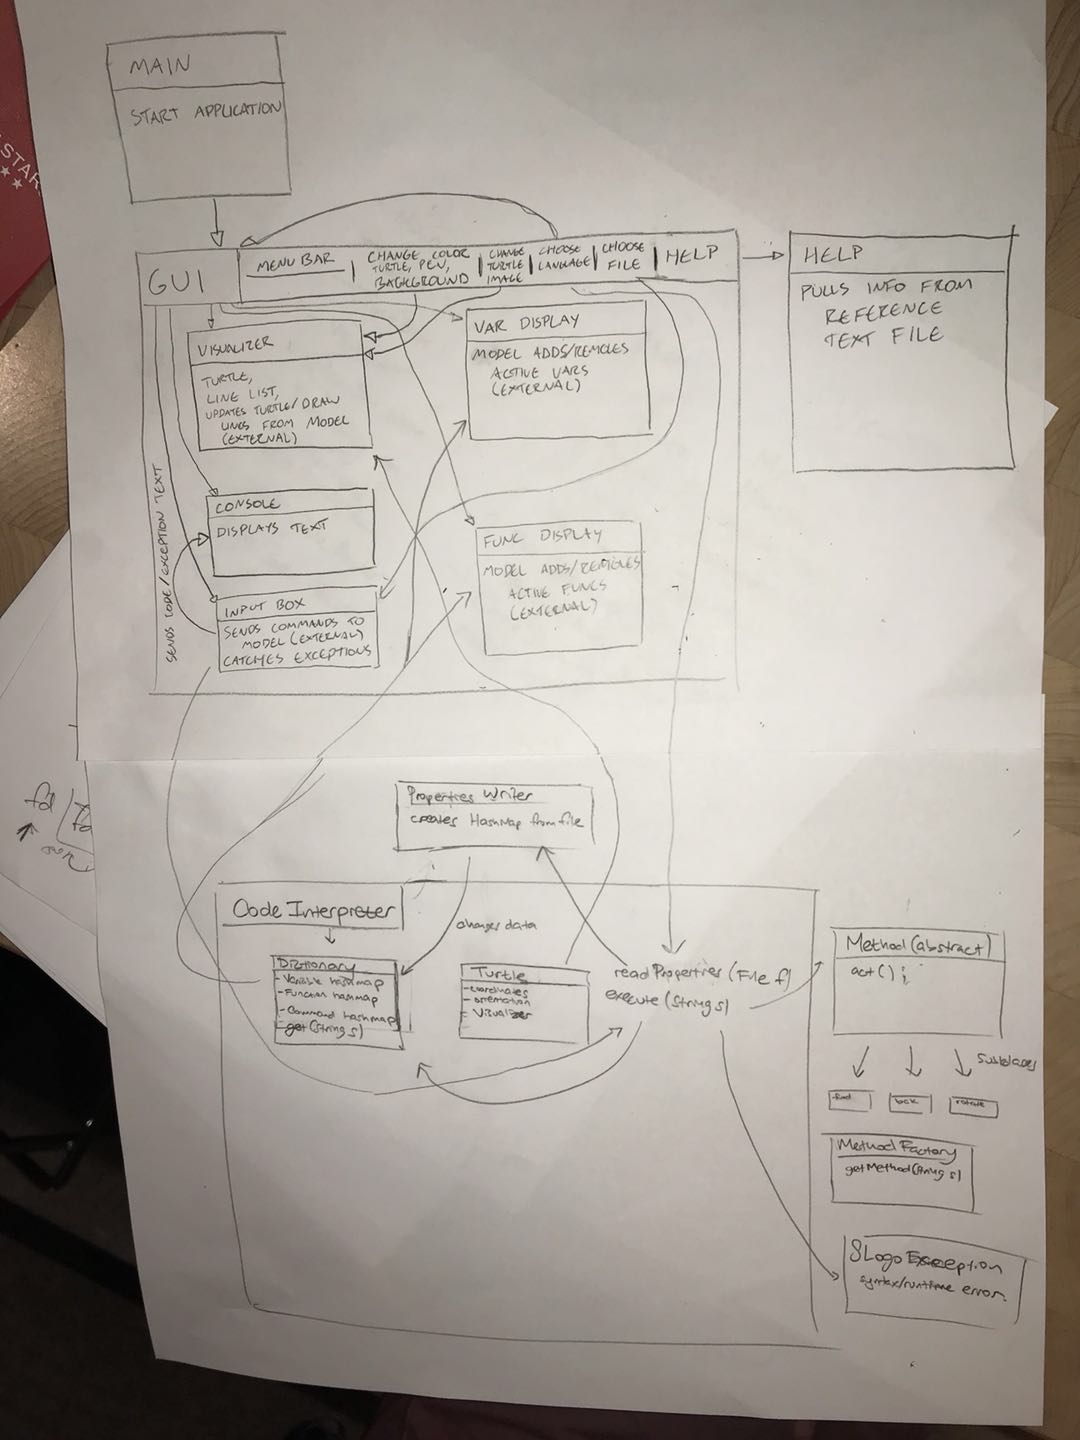 MAIN
START APPLICATION
GUI
MENU BAR
CHANGE COLOR
TURTLE, PEN,
BACKGROUND
CHANGE
TURTLE
IMAGE
CHOOSE
LANGUAGE
CHOOSE
FILE
HELP
HELP
PULLS INFO FROM
REFERENCE
TEXT FILE
VISUALIZER
TURTLE,
LINE LIST,
UPDATES TURTLE/DRAW
LINES FROM MODEL
(EXTERNAL)
VAR DISPLAY
MODEL ADDS/REMOVES
ACTIVE VARS
(EXTERNAL)
SENDS CODE/EXCEPTION TEXT
CONSOLE
DISPLAYS TEXT
FUNC DISPLAY
MODEL ADDS/REMOVES
ACTIVE FUNCS
(EXTERNAL)
INPUT BOX
SENDS COMMANDS TO
MODEL (EXTERNAL)
CATCHES EXCEPTIONS
Properties Writer
creates HashMap from file
fd
Code Interpreter
changes data
Dictionary
- Variable hashmap
- Function hashmap
- Command hashmap
- get(String s)
Turtle
- coordinates
- orientation
- Visualizer
readProperties (File f)
execute (String s)
Method (abstract)
act();
Subclasses
fwd
bck
rotate
Method Factory
getMethod(String s)
SLogo Exception
syntax/runtime error.
STAR